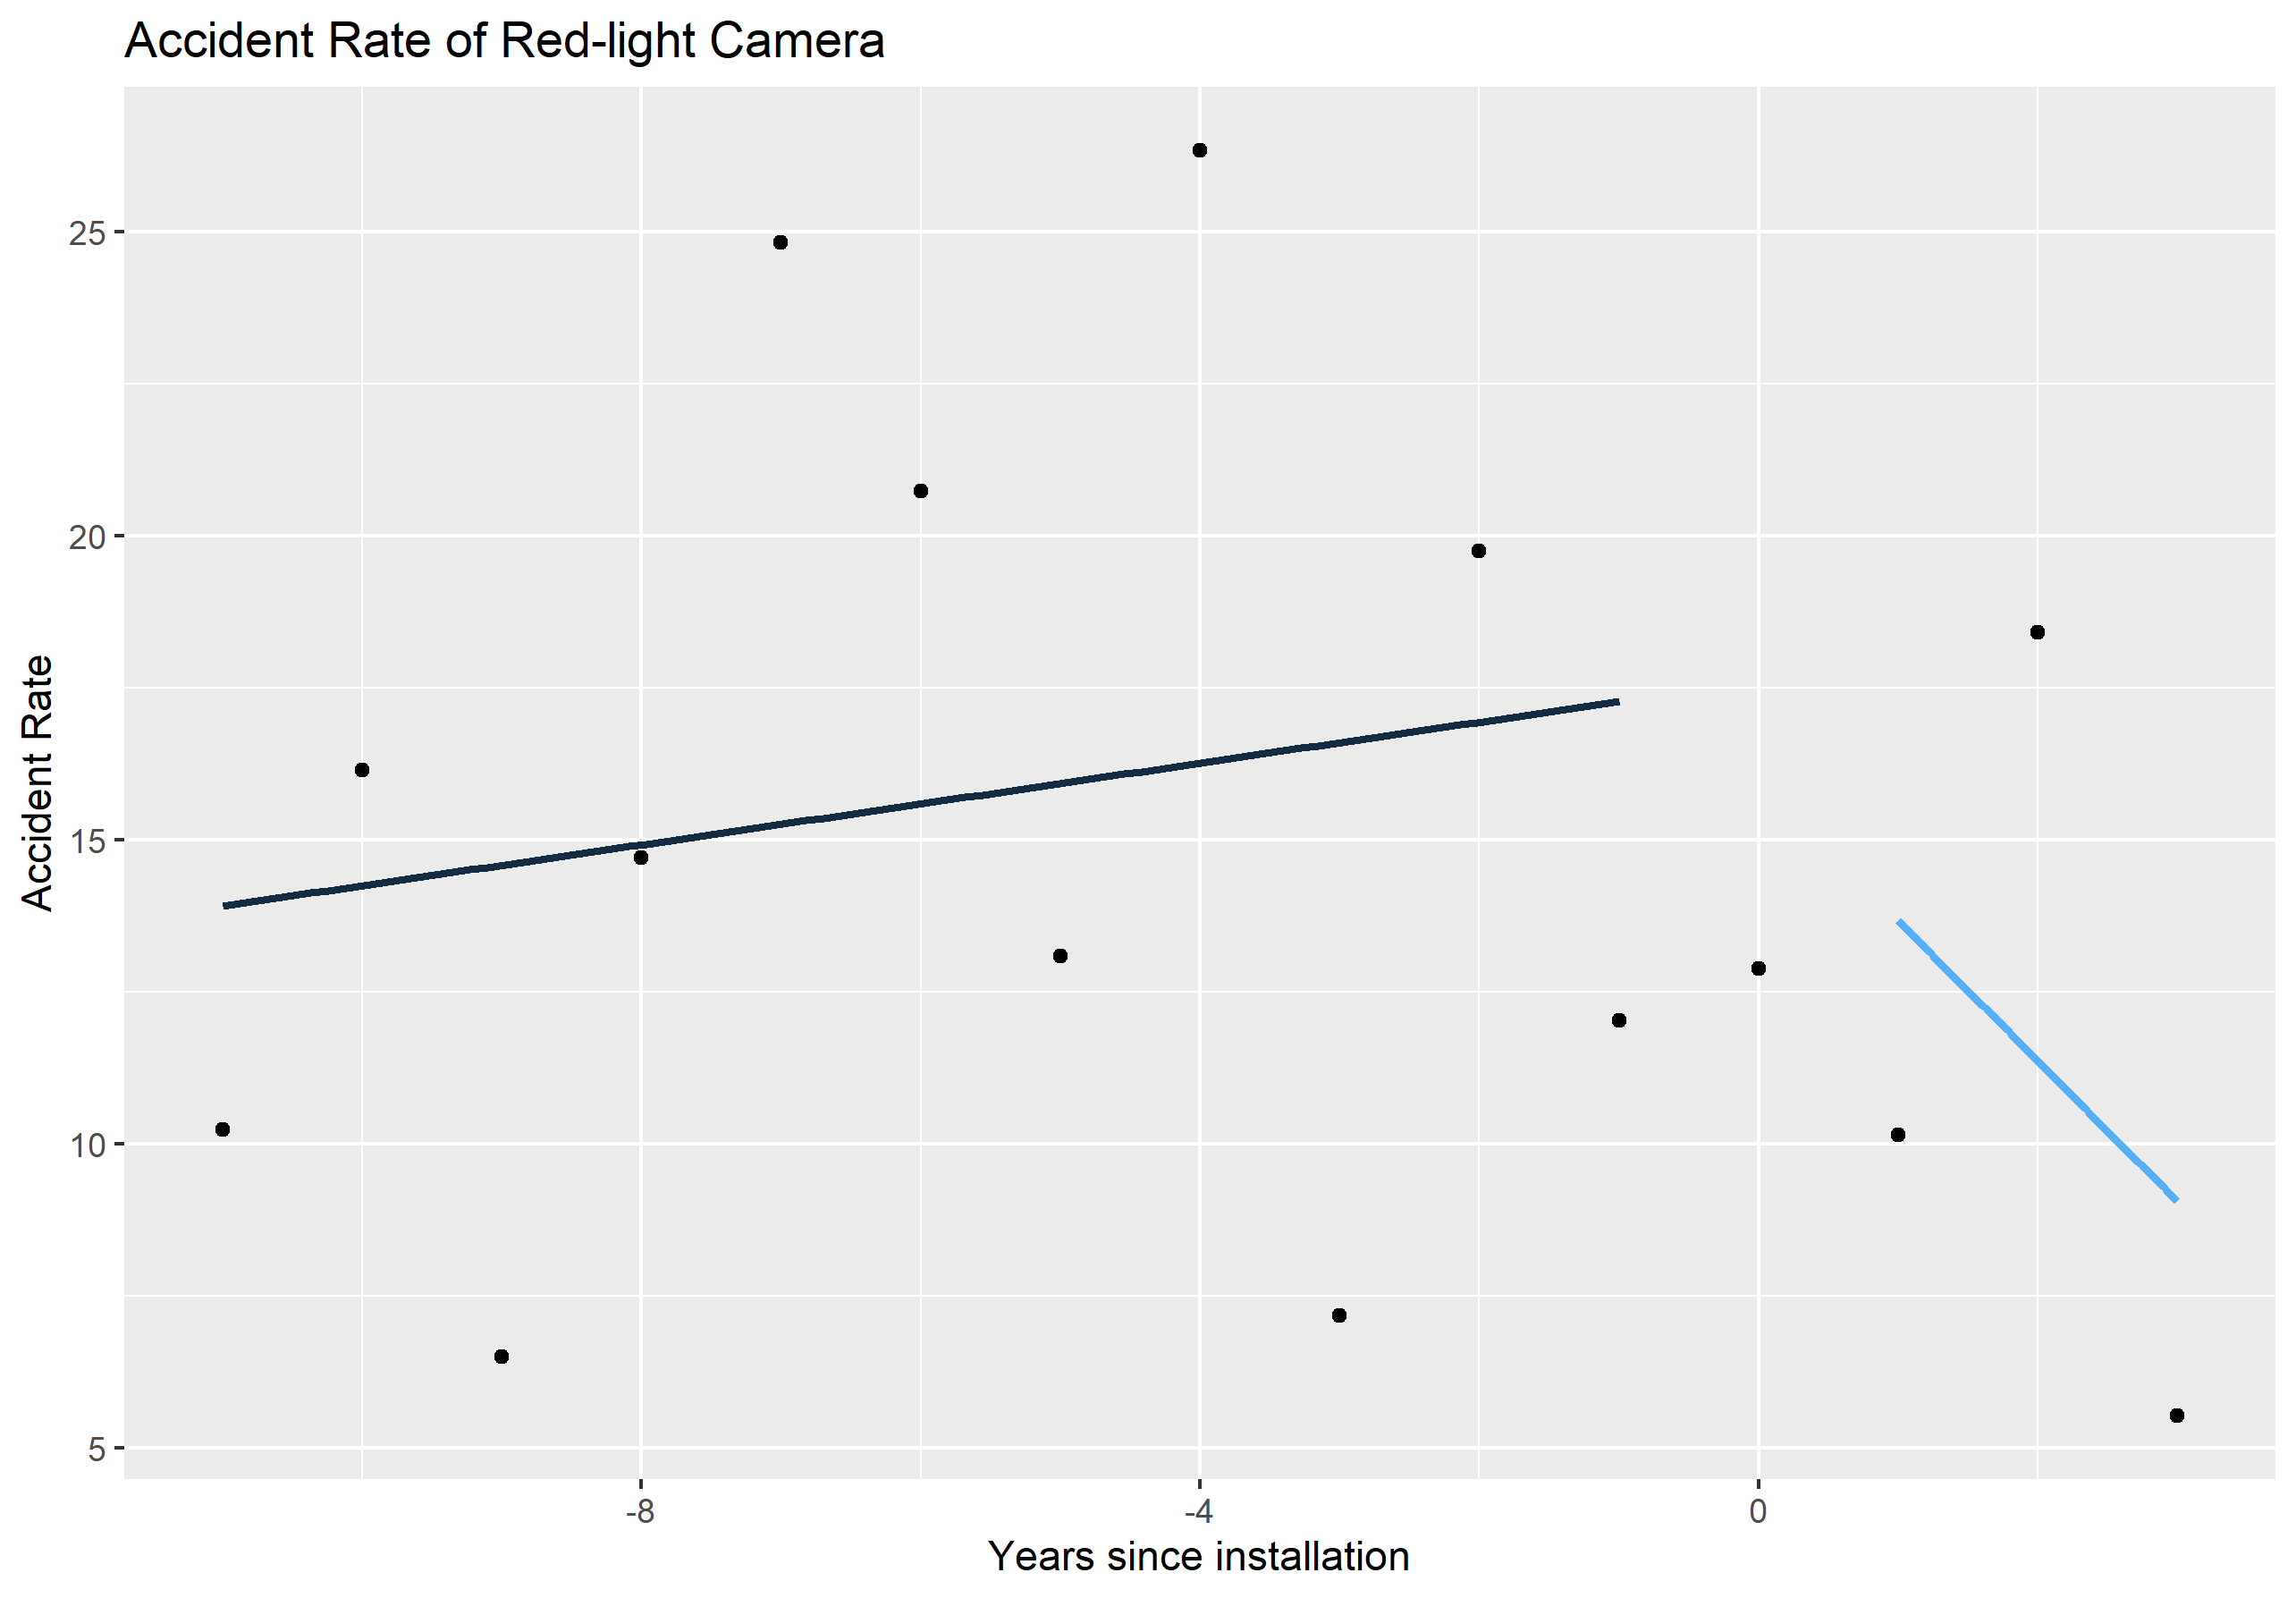 Accident Rate of Red-light Camera
Accident Rate
25
20
15
10
5
-8
-4
0
Years since installation